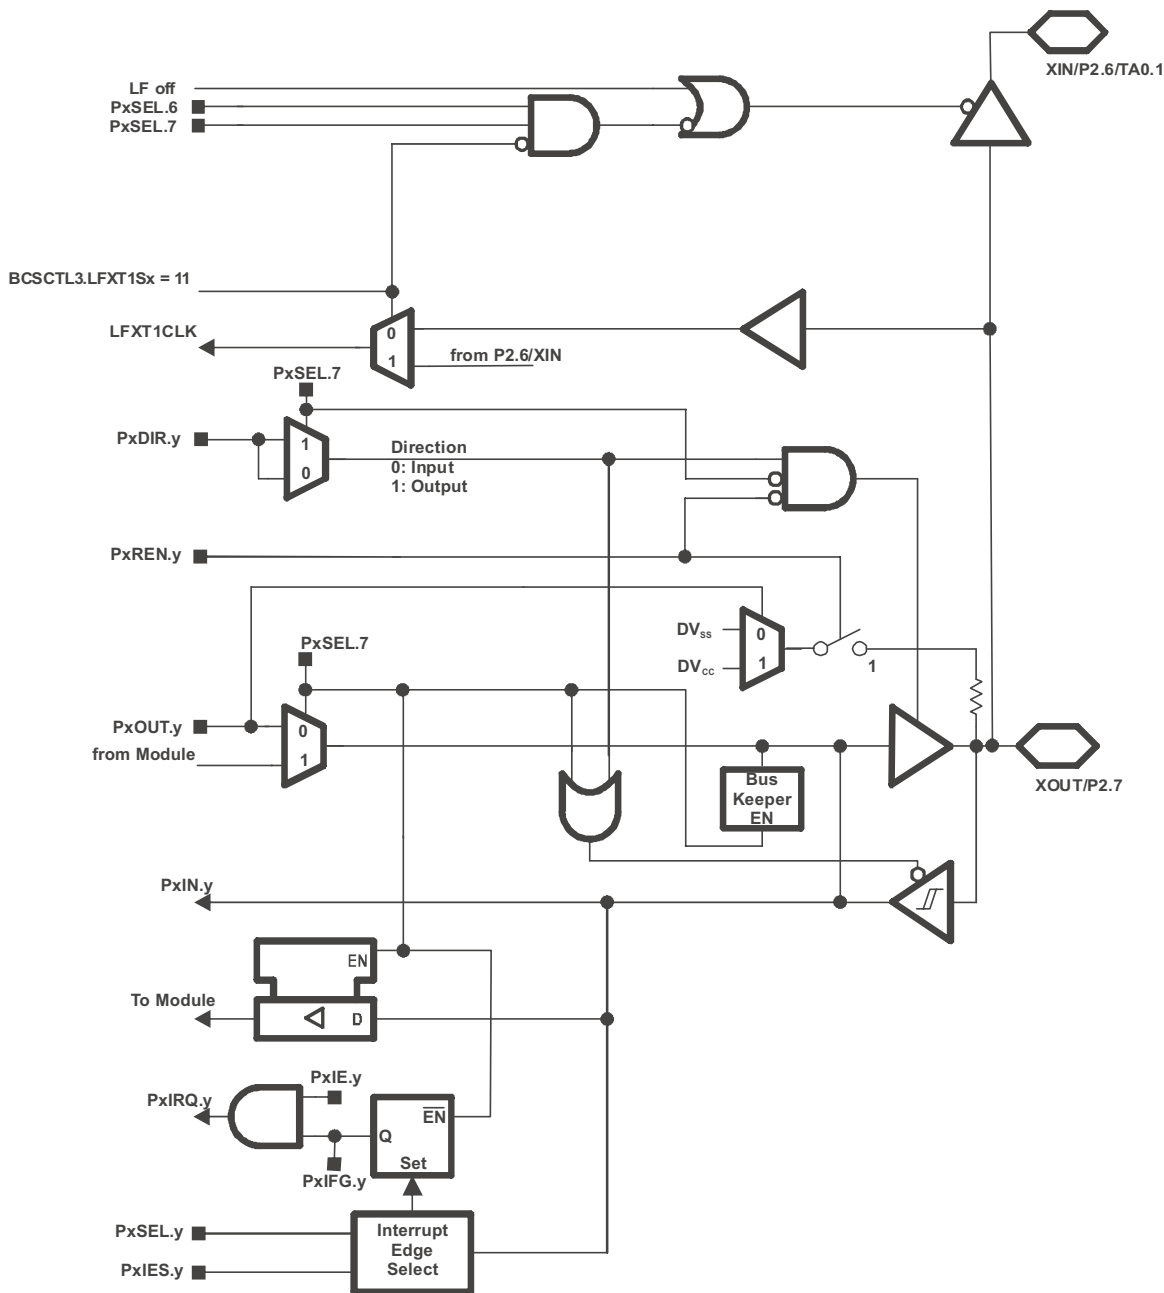 XIN/P2.6/TA0.1
LF off
PxSEL.6
PxSEL.7
BCSCTL3.LFXT1Sx = 11
LFXT1CLK
0
1
from P2.6/XIN
PxSEL.7
PxDIR.y
1
0
Direction
0: Input
1: Output
PxREN.y
DVss
0
DVcc
1
1
PxSEL.7
PxOUT.y
0
from Module
1
Bus
Keeper
EN
XOUT/P2.7
PxIN.y
EN
To Module
D
PxIE.y
PxIRQ.y
EN
Q
Set
PxIFG.y
PxSEL.y
Interrupt
Edge
Select
PxIES.y